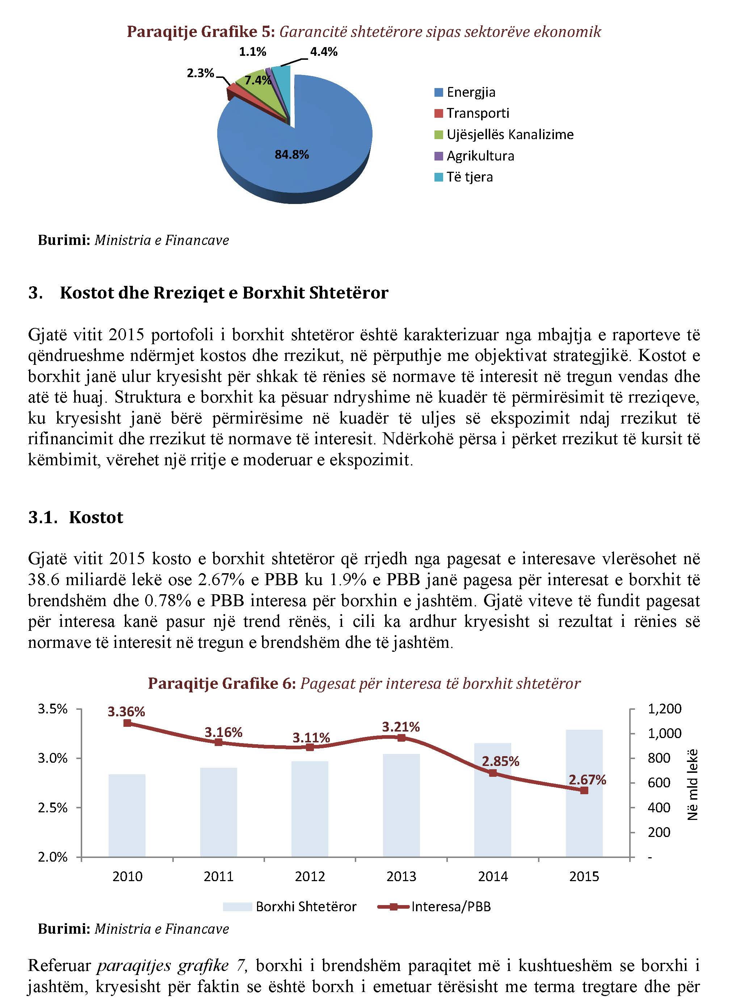 Paraqitje Grafike 5: Garancitë shtetërore sipas sektorëve ekonomik
1.1%
4.4%
2.3%
7.4%
84.8%
Energjia
Transporti
Ujësjellës Kanalizime
Agrikultura
Të tjera
Burimi: Ministria e Financave
3. Kostot dhe Rreziqet e Borxhit Shtetëror
Gjatë vitit 2015 portofoli i borxhit shtetëror është karakterizuar nga mbajtja e raporteve të
qëndrueshme ndërmjet kostos dhe rrezikut, në përputhje me objektivat strategjikë. Kostot e
borxhit janë ulur kryesisht për shkak të rënies së normave të interesit në tregun vendas dhe
atë të huaj. Struktura e borxhit ka pësuar ndryshime në kuadër të përmirësimit të rreziqeve,
ku kryesisht janë bërë përmirësime në kuadër të uljes së ekspozimit ndaj rrezikut të
rifinancimit dhe rrezikut të normave të interesit. Ndërkohë përsa i përket rrezikut të kursit të
këmbimit, vërehet një rritje e moderuar e ekspozimit.
3.1. Kostot
Gjatë vitit 2015 kosto e borxhit shtetëror që rrjedh nga pagesat e interesave vlerësohet në
38.6 miliardë lekë ose 2.67% e PBB ku 1.9% e PBB janë pagesa për interesat e borxhit të
brendshëm dhe 0.78% e PBB interesa për borxhin e jashtëm. Gjatë viteve të fundit pagesat
për interesa kanë pasur një trend rënës, i cili ka ardhur kryesisht si rezultat i rënies së
normave të interesit në tregun e brendshëm dhe të jashtëm.
Paraqitje Grafike 6: Pagesat për interesa të borxhit shtetëror
3.5%
3.0%
2.5%
2.0%
3.36%
3.16%
3.11%
3.21%
2.85%
2.67%
1,200
1,000
800
600
400
200
-
Në mld lekë
2010 2011 2012 2013 2014 2015
Borxhi Shtetëror Interesa/PBB
Burimi: Ministria e Financave
Referuar paraqitjes grafike 7, borxhi i brendshëm paraqitet më i kushtueshëm se borxhi i
jashtëm, kryesisht për faktin se është borxh i emetuar tërësisht me terma tregtare dhe për